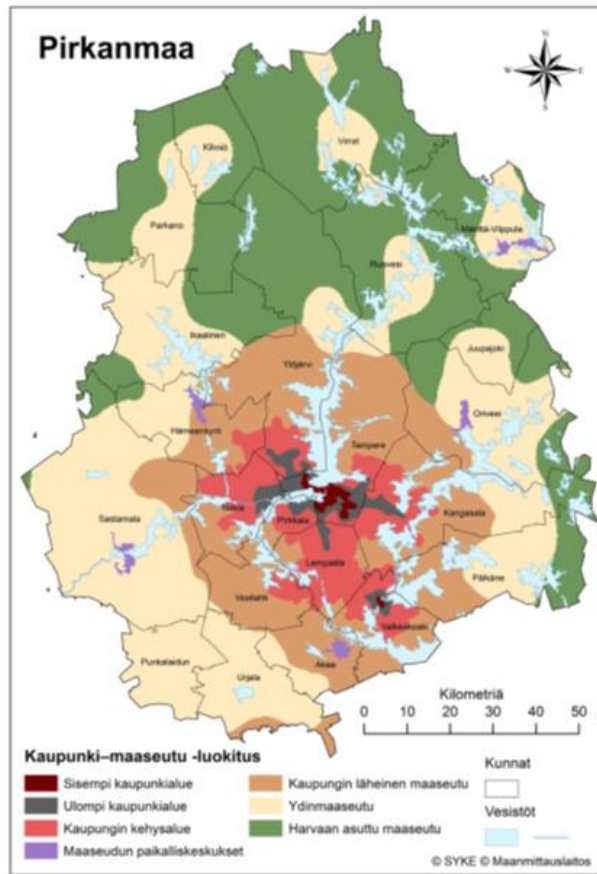 Pirkanmaa
N
W
E
S
Kihniö
Virrat
Parkano
Mänttä-Vilppula
Ruovesi
Ikaalinen
Juupajoki
Ylöjärvi
Hämeenkyrö
Orivesi
Tampere
Nokia
Sastamala
Pirkkala
Kangasala
Lempäälä
Pälkäne
Vesilahti
Valkeakoski
Punkalaidun
Akaa
Urjala
Kilometriä
0 10 20 30 40 50
Kaupunki–maaseutu -luokitus
Sisempi kaupunkialue
Ulompi kaupunkialue
Kaupungin kehysalue
Maaseudun paikalliskeskukset
Kaupungin läheinen maaseutu
Ydinmaaseutu
Harvaan asuttu maaseutu
Kunnat
Vesistöt
© SYKE © Maanmittauslaitos